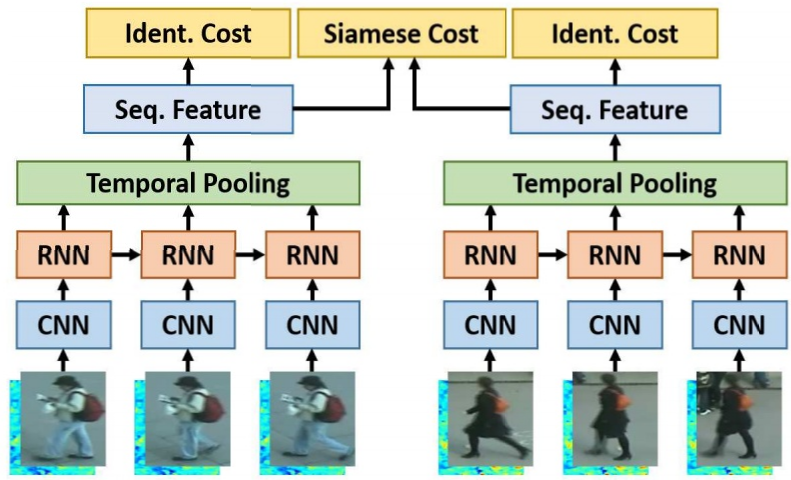 Ident. Cost
Siamese Cost
Ident. Cost
Seq. Feature
Seq. Feature
Temporal Pooling
Temporal Pooling
RNN
RNN
RNN
RNN
RNN
RNN
CNN
CNN
CNN
CNN
CNN
CNN